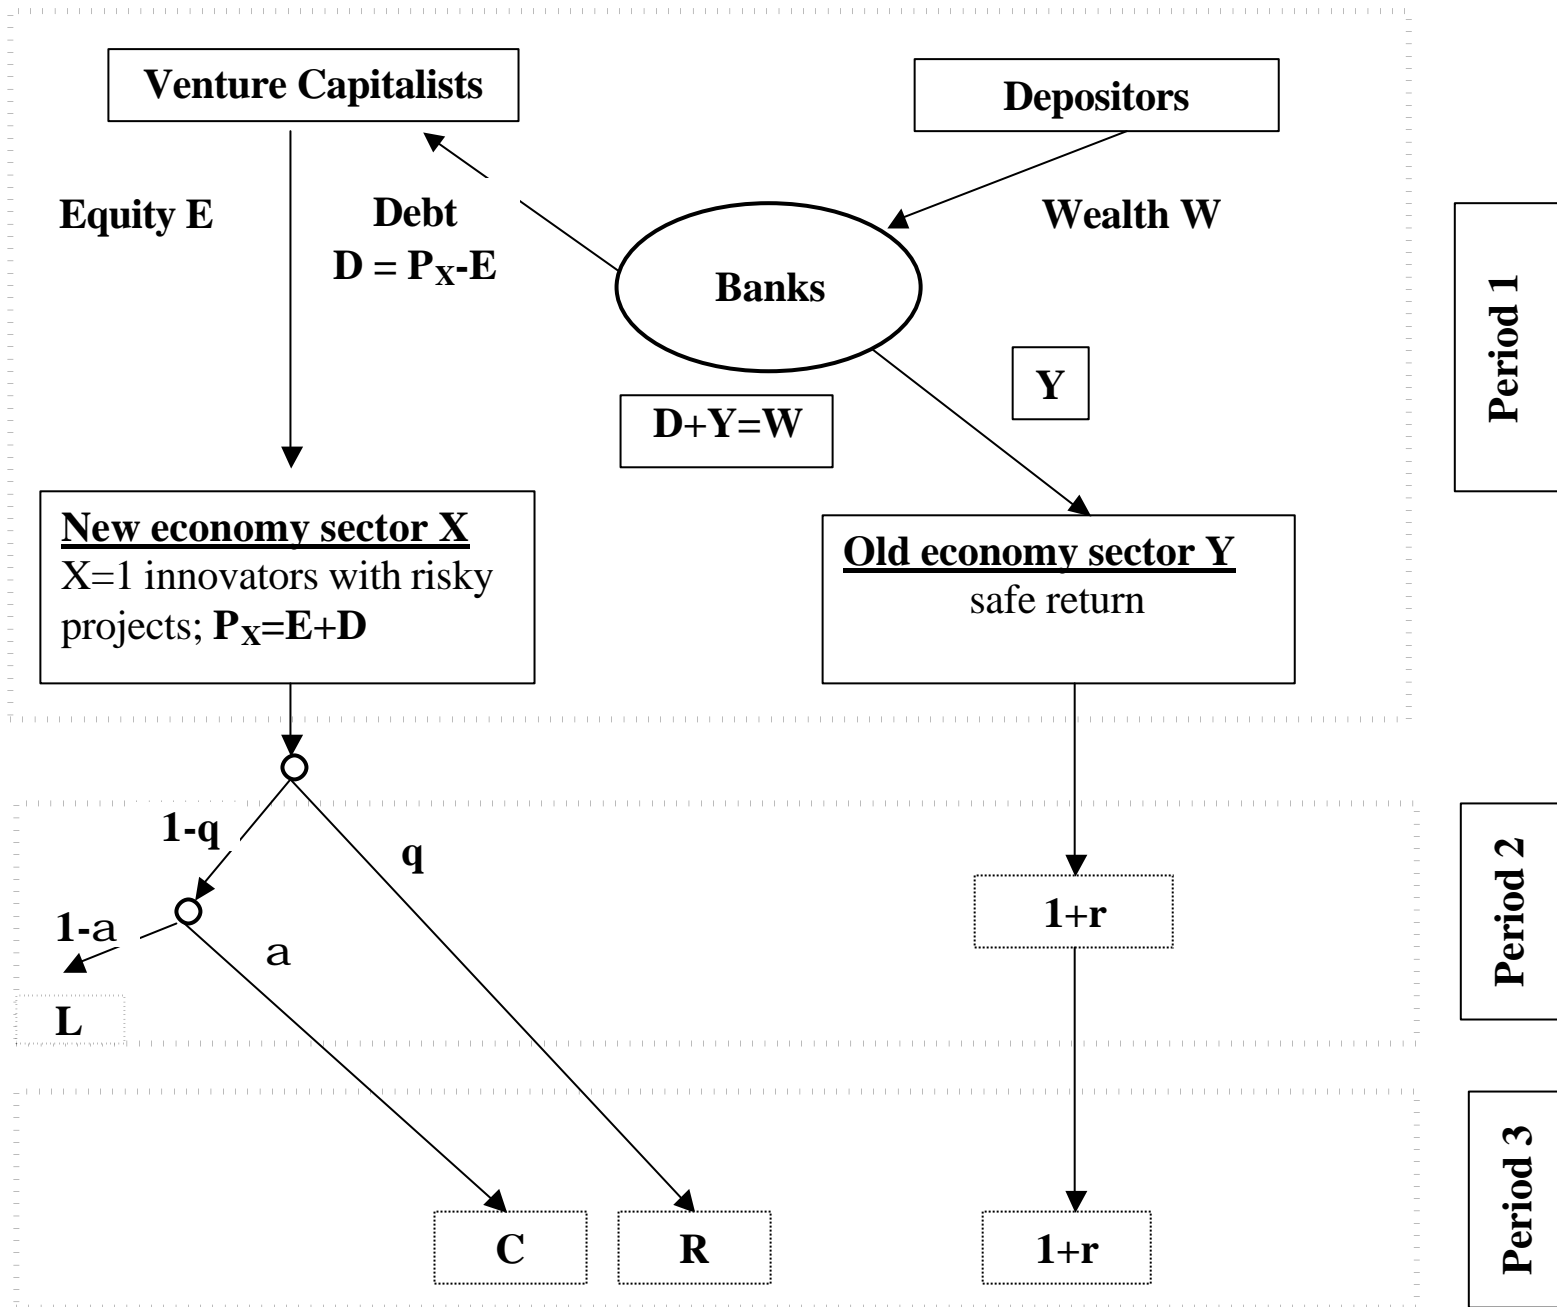 Venture Capitalists
Depositors
Equity E
Debt
D = PX-E
Wealth W
Banks
Period 1
Y
D+Y=W
New economy sector X
X=1 innovators with risky
projects; PX=E+D
Old economy sector Y
safe return
1-q
q
Period 2
1+r
1-a
a
L
Period 3
C
R
1+r